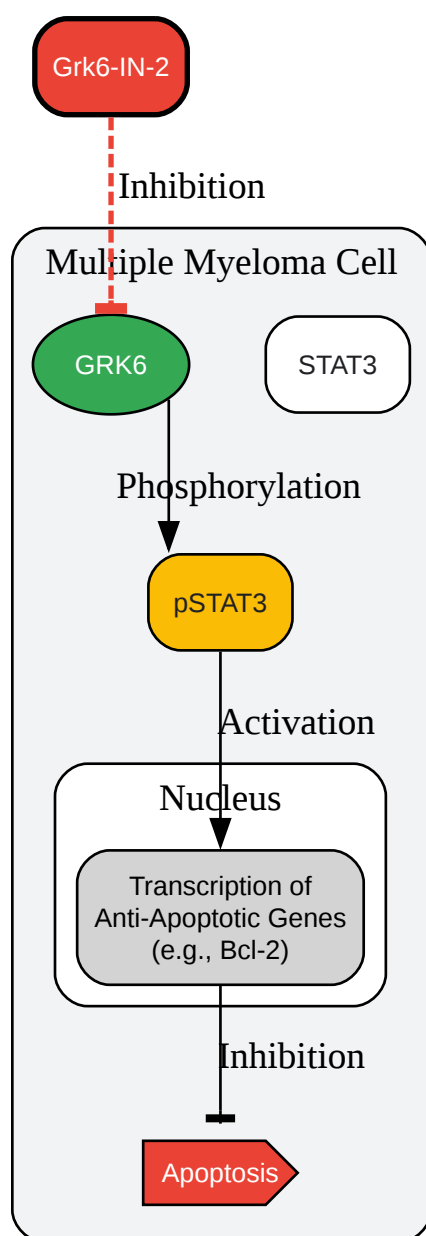 Grk6-IN-2
Inhibition
Multiple Myeloma Cell
GRK6
STAT3
Phosphorylation
pSTAT3
Activation
Nucleus
Transcription of
Anti-Apoptotic Genes
(e.g., Bcl-2)
Inhibition
Apoptosis